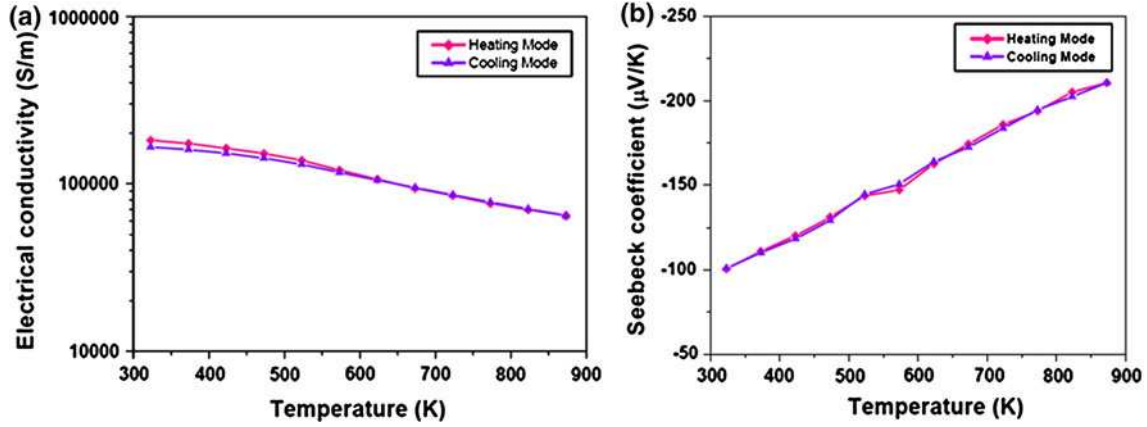 (a)
Electrical conductivity (S/m)
1000000
100000
10000
Heating Mode
Cooling Mode
300 400 500 600 700 800 900
Temperature (K)
(b)
Seebeck coefficient (µV/K)
-250
-200
-150
-100
-50
Heating Mode
Cooling Mode
300 400 500 600 700 800 900
Temperature (K)